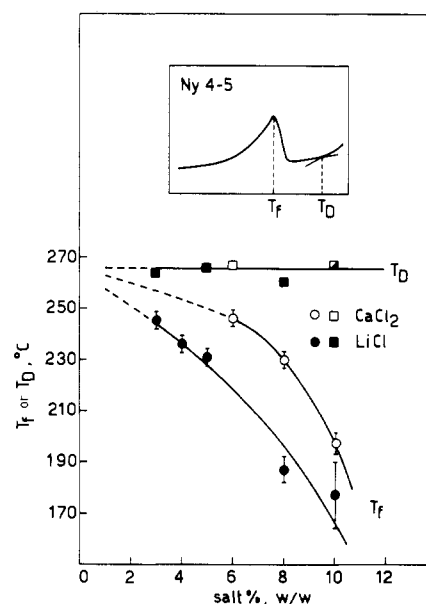 Ny 4-5
T_f T_D
270
250
230
210
190
170
T_f or T_D, °C
T_D
CaCl₂
LiCl
T_f
0 2 4 6 8 10 12
salt %, w/w